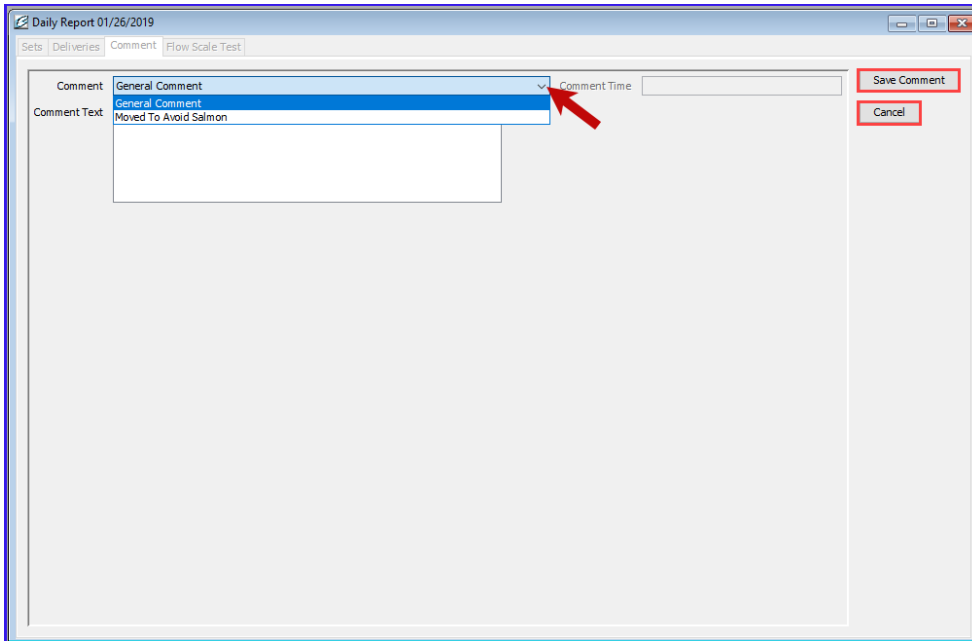 Daily Report 01/26/2019
Sets Deliveries Comment Flow Scale Test
Comment General Comment Comment Time Save Comment
General Comment
Comment Text Moved To Avoid Salmon Cancel